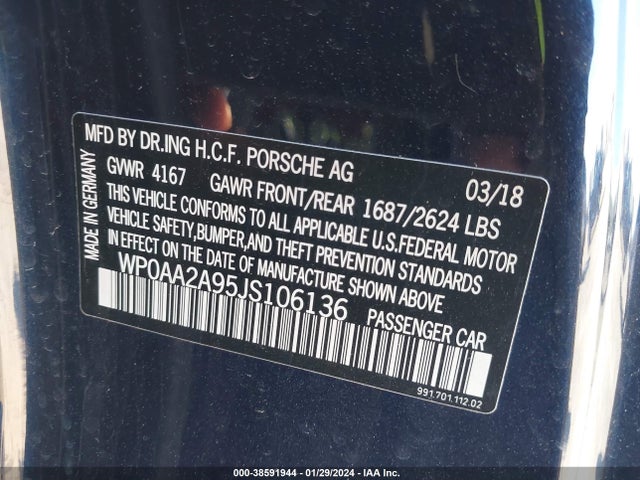 MFD BY DR.ING H.C.F. PORSCHE AG 03/18
GVWR 4167 GAWR FRONT/REAR 1687/2624 LBS
THIS VEHICLE CONFORMS TO ALL APPLICABLE U.S.FEDERAL MOTOR
VEHICLE SAFETY,BUMPER,AND THEFT PREVENTION STANDARDS
IN EFFECT ON THE DATE OF MANUFACTURE SHOWN ABOVE
WP0AA2A95JS106136 PASSENGER CAR
MADE IN GERMANY
991.701.112.02
000-38591944 - 01/29/2024 - IAA Inc.